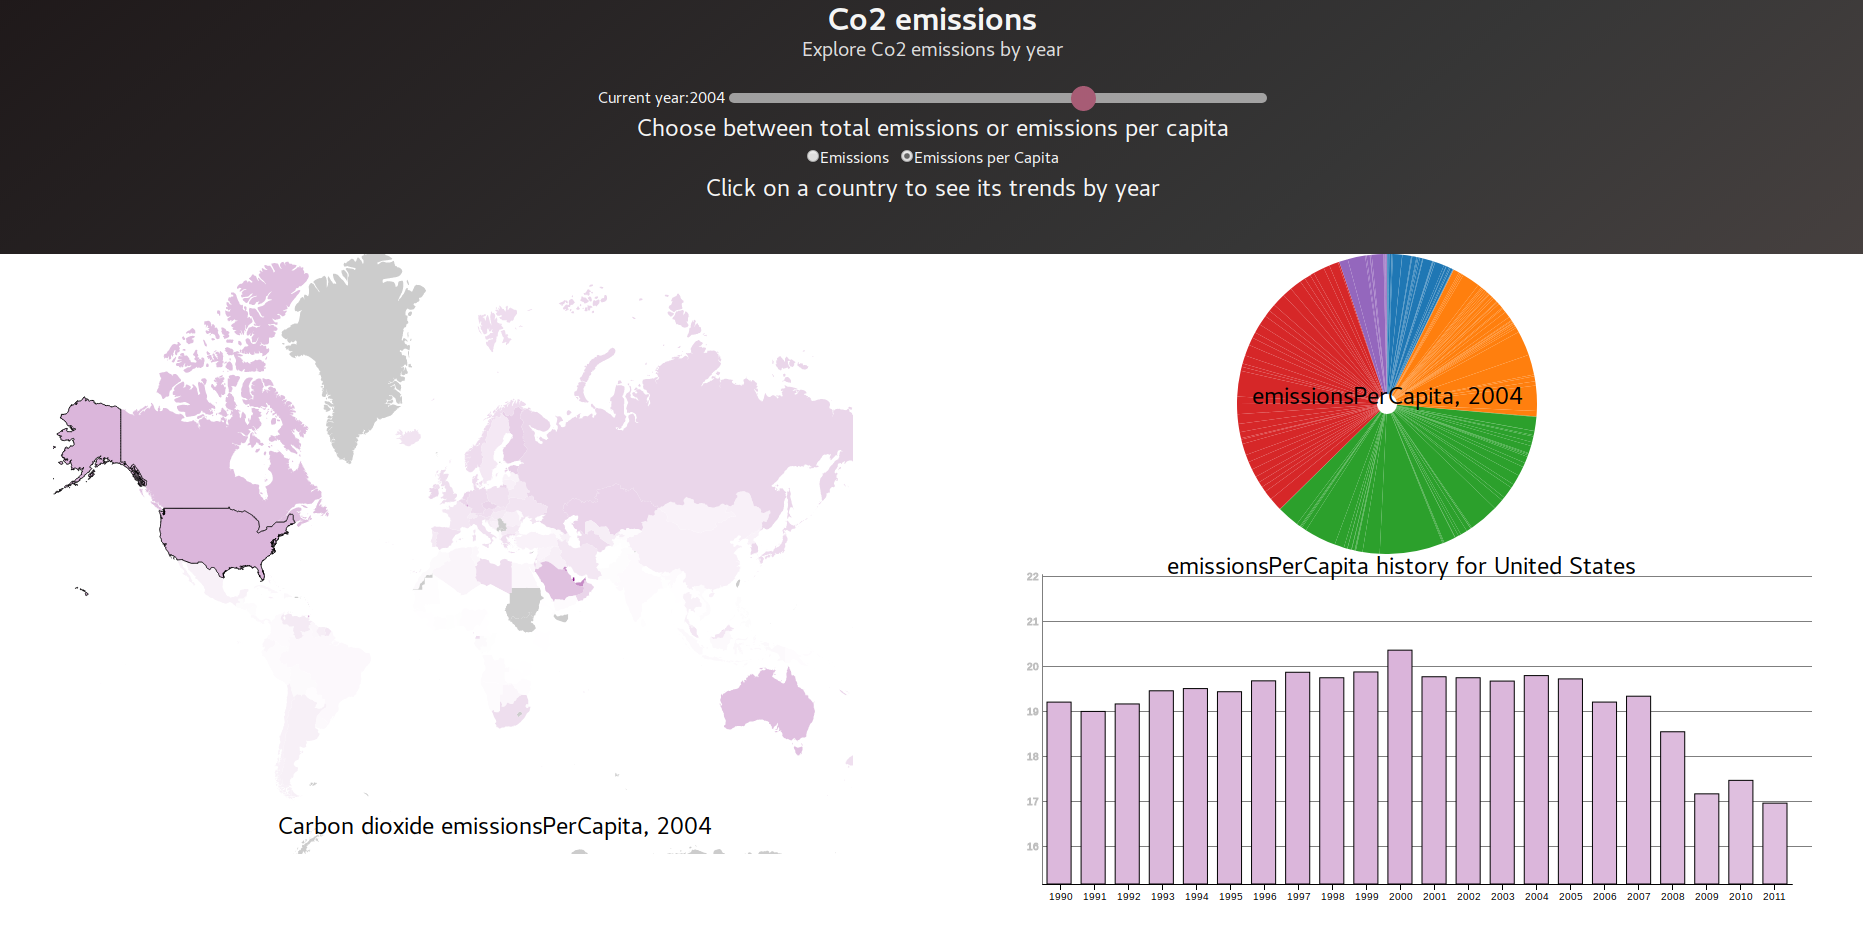 Co2 emissions
Explore Co2 emissions by year
Current year:2004
Choose between total emissions or emissions per capita
Emissions Emissions per Capita
Click on a country to see its trends by year
Carbon dioxide emissionsPerCapita, 2004
emissionsPerCapita, 2004
emissionsPerCapita history for United States
22
21
20
19
18
17
16
1990 1991 1992 1993 1994 1995 1996 1997 1998 1999 2000 2001 2002 2003 2004 2005 2006 2007 2008 2009 2010 2011